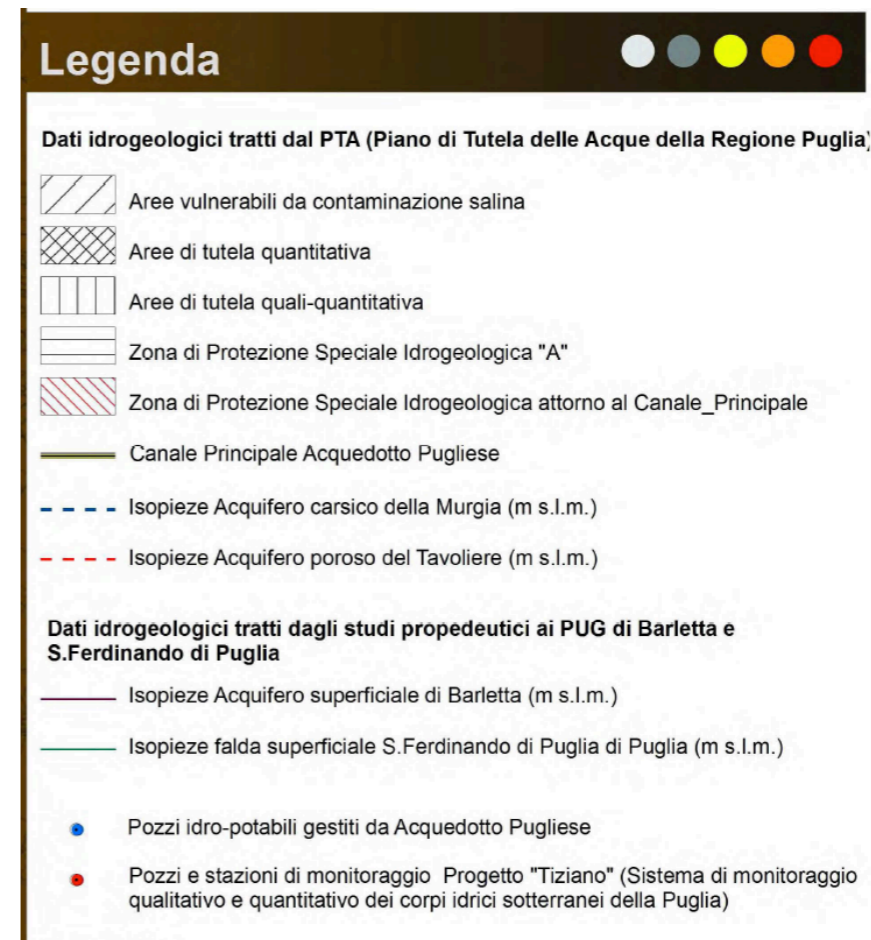 Legenda
Dati idrogeologici tratti dal PTA (Piano di Tutela delle Acque della Regione Puglia)
Aree vulnerabili da contaminazione salina
Aree di tutela quantitativa
Aree di tutela quali-quantitativa
Zona di Protezione Speciale Idrogeologica "A"
Zona di Protezione Speciale Idrogeologica attorno al Canale_Principale
Canale Principale Acquedotto Pugliese
Isopieze Acquifero carsico della Murgia (m s.l.m.)
Isopieze Acquifero poroso del Tavoliere (m s.l.m.)
Dati idrogeologici tratti dagli studi propedeutici ai PUG di Barletta e
S.Ferdinando di Puglia
Isopieze Acquifero superficiale di Barletta (m s.l.m.)
Isopieze falda superficiale S.Ferdinando di Puglia di Puglia (m s.l.m.)
Pozzi idro-potabili gestiti da Acquedotto Pugliese
Pozzi e stazioni di monitoraggio Progetto "Tiziano" (Sistema di monitoraggio
qualitativo e quantitativo dei corpi idrici sotterranei della Puglia)